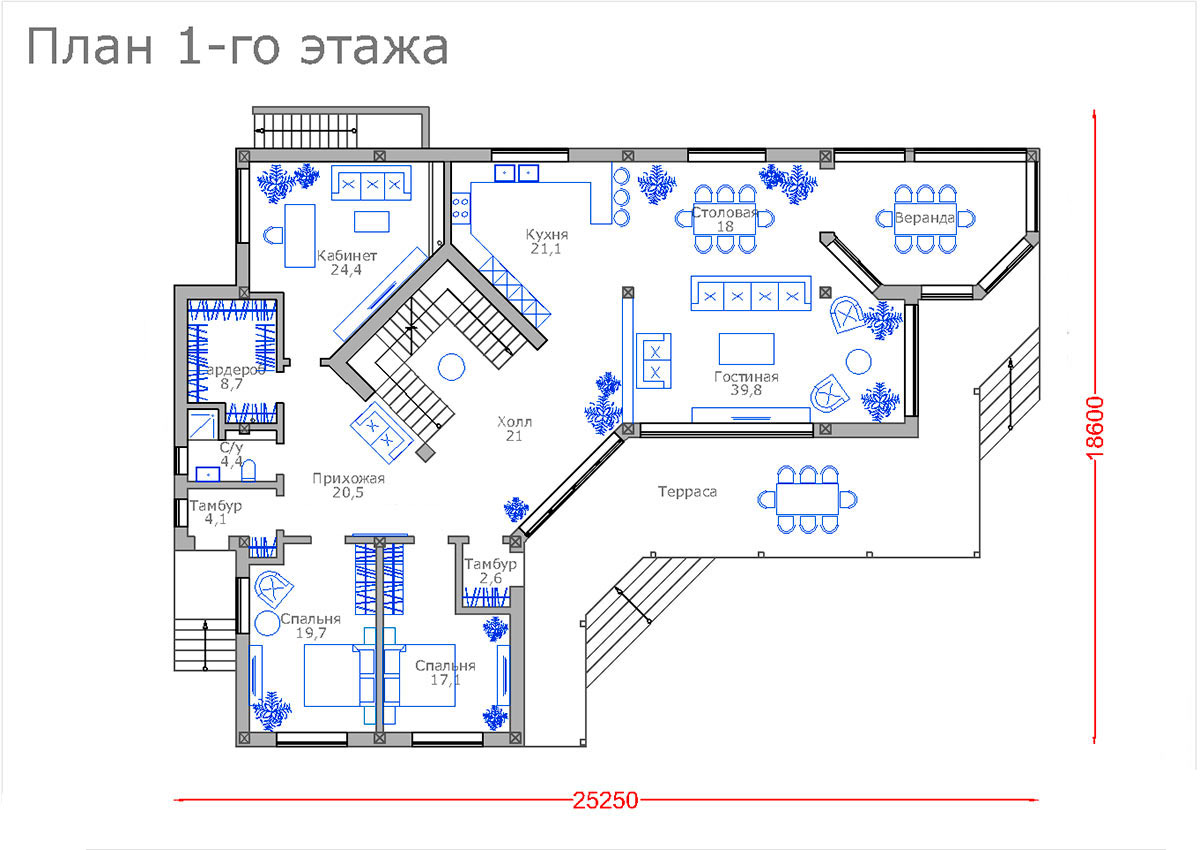 План 1-го этажа
Кабинет
24,4
Кухня
21,1
Столовая
18
Веранда
ардероб
8,7
Гостиная
39,8
Холл
21
С/у
4,4
Прихожая
20,5
Терраса
Тамбур
4,1
Тамбур
2,6
Спальня
19,7
Спальня
17,1
18600
25250